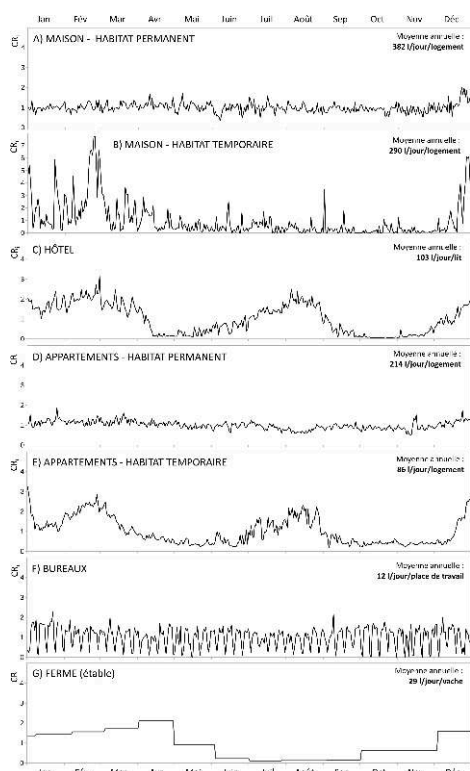 Jan Fév Mar Avr Mai Jun Juil Août Sep Oct Nov Déc
A) MAISON - HABITAT PERMANENT
Moyenne annuelle :
382 l/jour/logement
B) MAISON - HABITAT TEMPORAIRE
Moyenne annuelle :
290 l/jour/logement
C) HÔTEL
Moyenne annuelle :
103 l/jour/lit
D) APPARTEMENTS - HABITAT PERMANENT
Moyenne annuelle :
214 l/jour/logement
E) APPARTEMENTS - HABITAT TEMPORAIRE
Moyenne annuelle :
86 l/jour/logement
F) BUREAUX
Moyenne annuelle :
12 l/jour/place de travail
G) FERME (étable)
Moyenne annuelle :
29 l/jour/vache